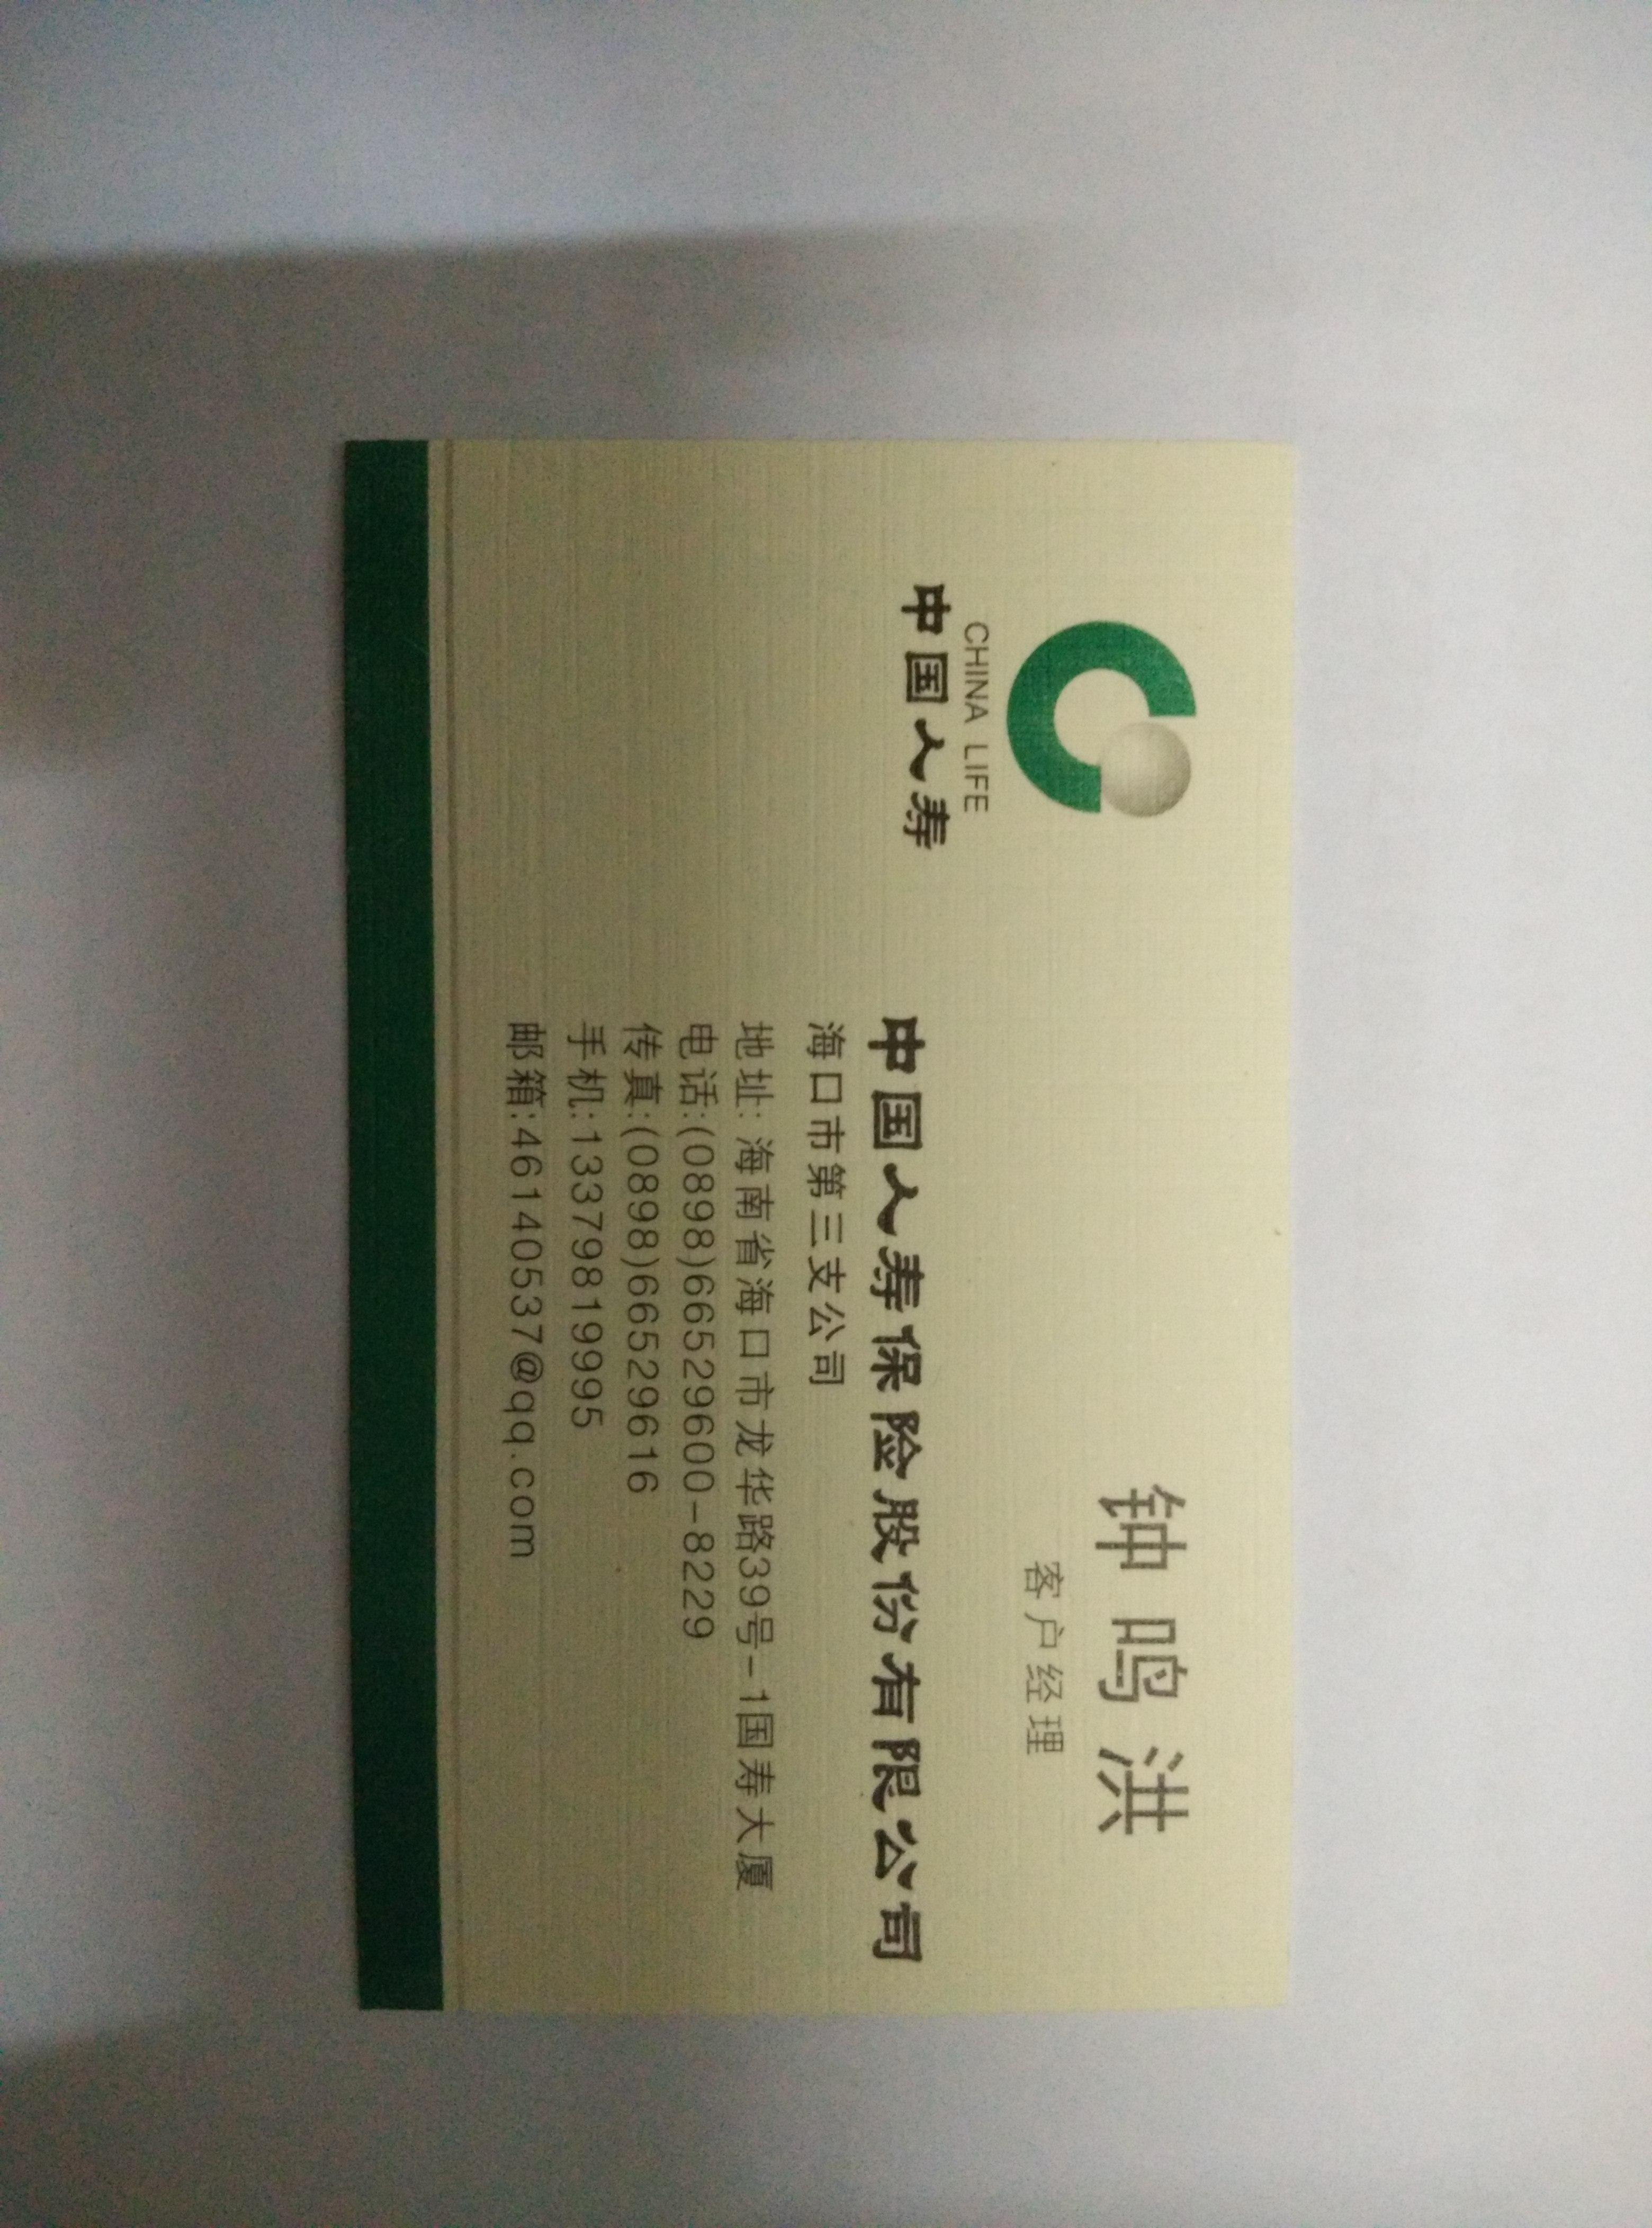 CHINA LIFE
中国人寿
钟鸣洪
客户经理
中国人寿保险股份有限公司
海口市第三支公司
地址: 海南省海口市龙华路39号-1国寿大厦
电话:(0898)66529600-8229
传真:(0898)66529616
手机:13379819995
邮箱:46140537@qq.com